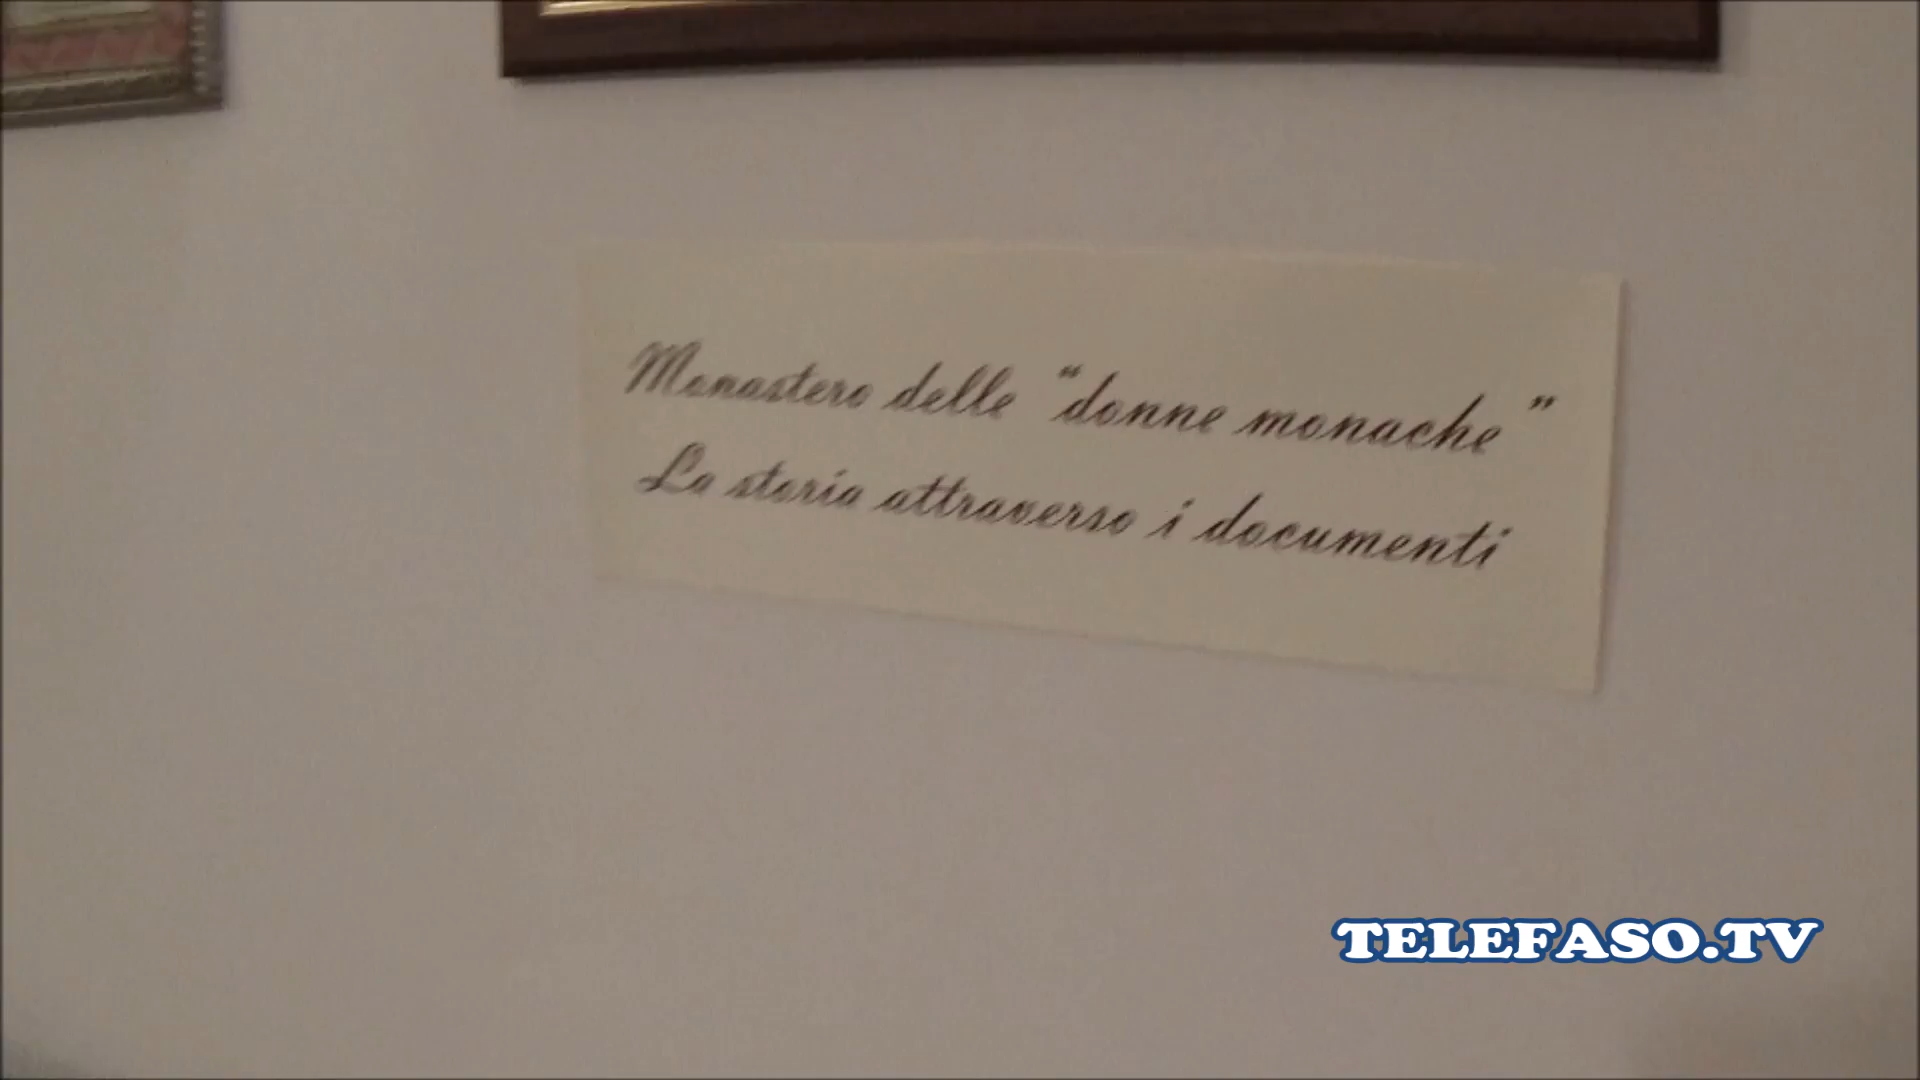 Monastero delle "donne monache"
La storia attraverso i documenti
TELEFASO.TV